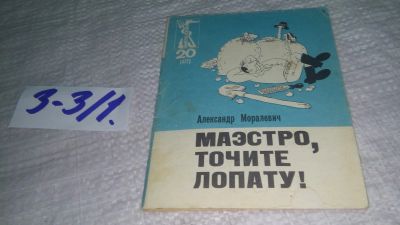 3-3/1.
20
Александр Моралевич
МАЭСТРО,
ТОЧИТЕ
ЛОПАТУ!